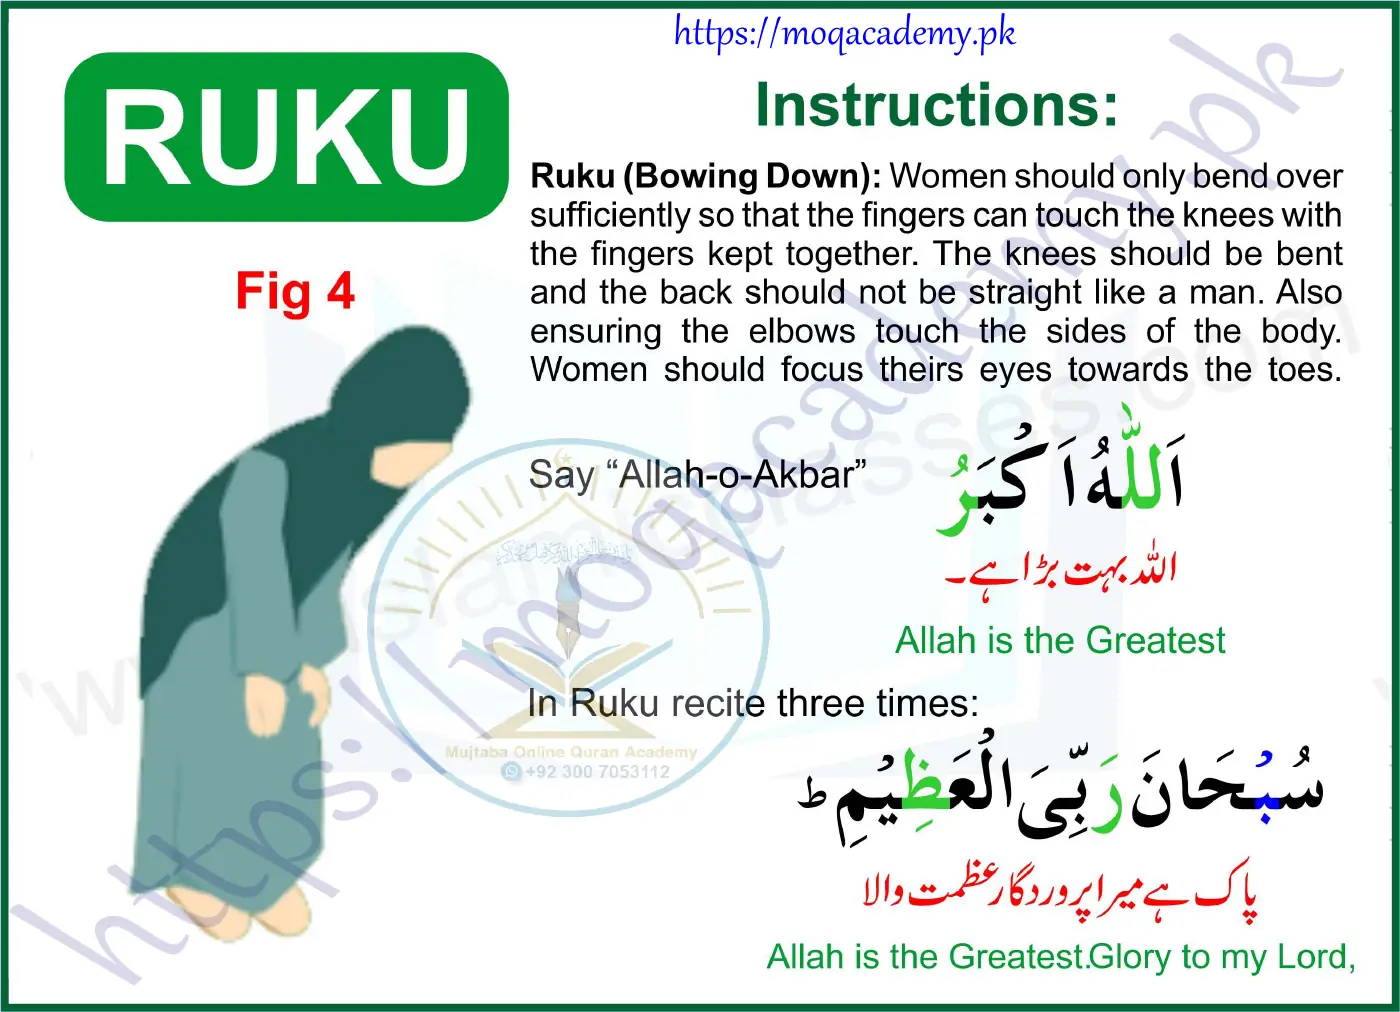 https://moqacademy.pk
RUKU
Instructions:
Ruku (Bowing Down): Women should only bend over
sufficiently so that the fingers can touch the knees with
the fingers kept together. The knees should be bent
and the back should not be straight like a man. Also
ensuring the elbows touch the sides of the body.
Women should focus theirs eyes towards the toes.
Fig 4
Say “Allah-o-Akbar”
اَللّٰهُ اَكْبَرُ
اللہ بہت بڑا ہے۔
Allah is the Greatest
In Ruku recite three times:
سُبْحَانَ رَبِّىَ الْعَظِيْمِ ط
پاک ہے میرا پروردگار عظمت والا
Allah is the Greatest.Glory to my Lord,
Mujtaba Online Quran Academy
+92 300 7053112
https://moqacademy.pk